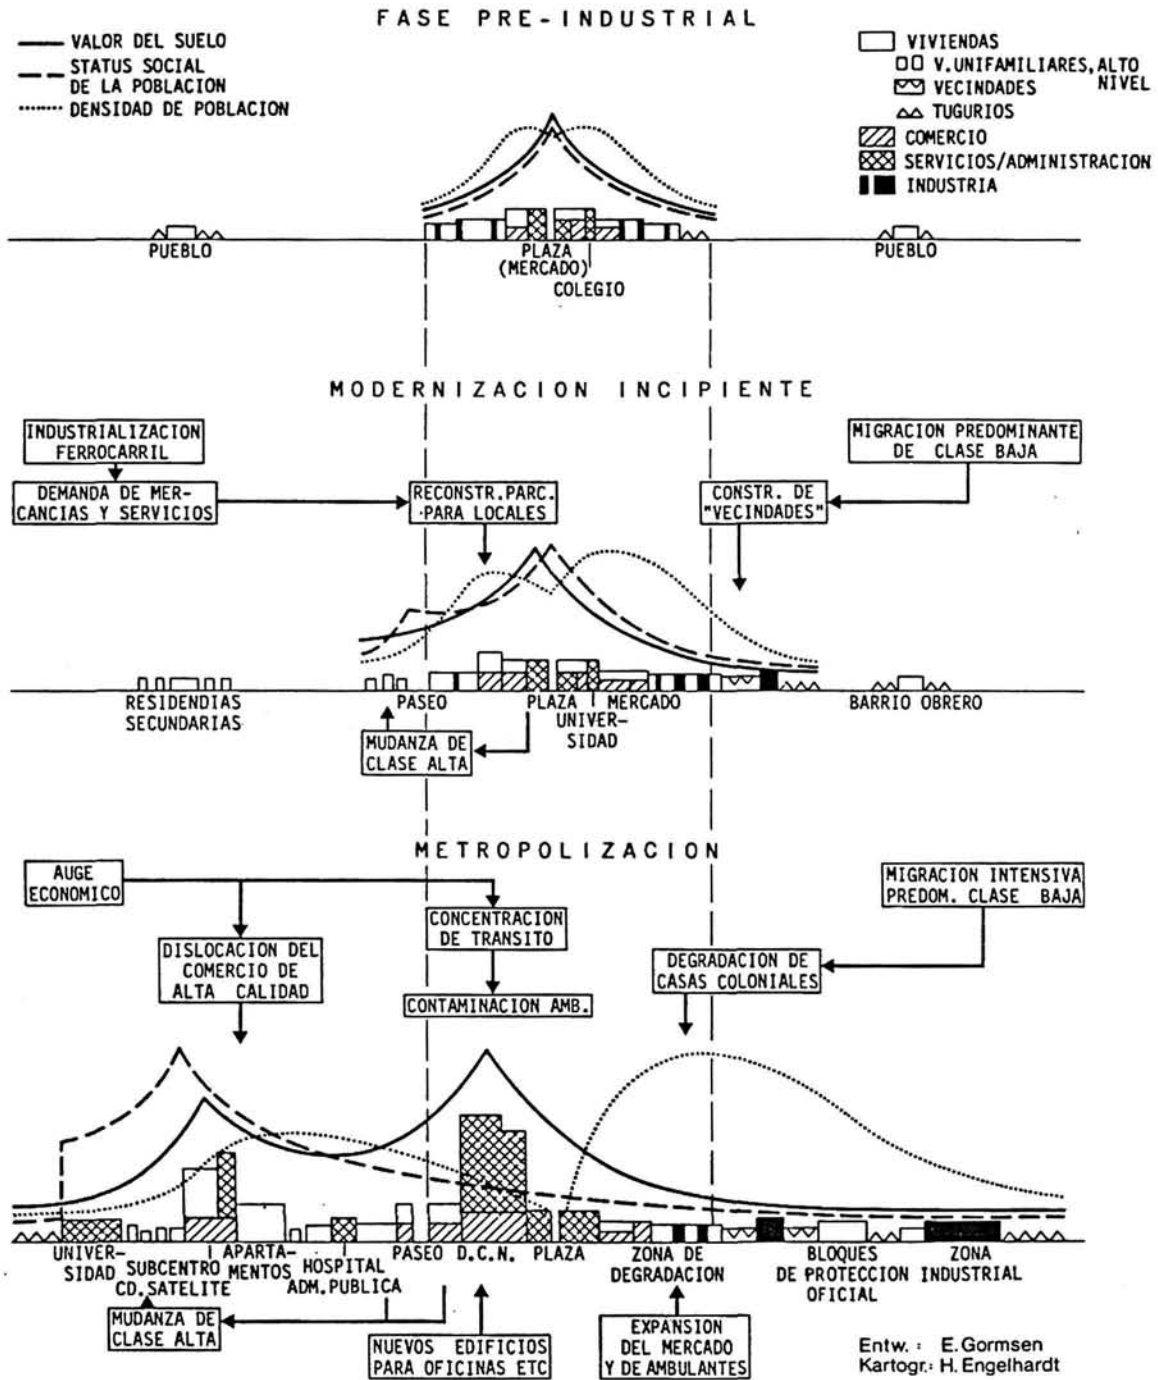 FASE PRE-INDUSTRIAL
VALOR DEL SUELO
STATUS SOCIAL
DE LA POBLACION
DENSIDAD DE POBLACION
VIVIENDAS
V.UNIFAMILIARES,ALTO
NIVEL
VECINDADES
TUGURIOS
COMERCIO
SERVICIOS/ADMINISTRACION
INDUSTRIA
PUEBLO
PLAZA
(MERCADO)
COLEGIO
PUEBLO
MODERNIZACION INCIPIENTE
INDUSTRIALIZACION
FERROCARRIL
DEMANDA DE MER-
CANCIAS Y SERVICIOS
RECONSTR.PARC.
PARA LOCALES
CONSTR. DE
"VECINDADES"
MIGRACION PREDOMINANTE
DE CLASE BAJA
RESIDENDIAS
SECUNDARIAS
PASEO
PLAZA
UNIVER-
SIDAD
MERCADO
BARRIO OBRERO
MUDANZA DE
CLASE ALTA
METROPOLIZACION
AUGE
ECONOMICO
DISLOCACION DEL
COMERCIO DE
ALTA CALIDAD
CONCENTRACION
DE TRANSITO
CONTAMINACION AMB.
DEGRADACION DE
CASAS COLONIALES
MIGRACION INTENSIVA
PREDOM. CLASE BAJA
UNIVER-
SIDAD
SUBCENTRO
CD.SATELITE
APARTA-
MENTOS
HOSPITAL
ADM.PUBLICA
PASEO
D.C.N.
PLAZA
ZONA DE
DEGRADACION
BLOQUES
DE PROTECCION
OFICIAL
ZONA
INDUSTRIAL
MUDANZA DE
CLASE ALTA
NUEVOS EDIFICIOS
PARA OFICINAS ETC
EXPANSION
DEL MERCADO
Y DE AMBULANTES
Entw. : E.Gormsen
Kartogr.: H.Engelhardt